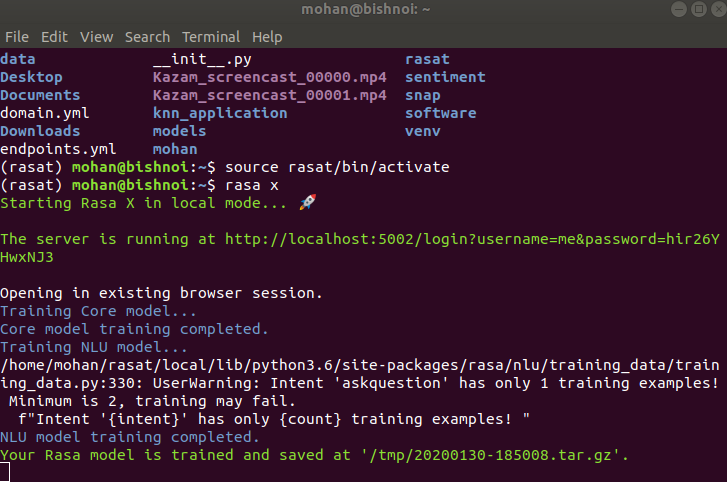 mohan@bishnoi: ~
File Edit View Search Terminal Help
data __init__.py rasat
Desktop Kazam_screencast_00000.mp4 sentiment
Documents Kazam_screencast_00001.mp4 snap
domain.yml knn_application software
Downloads models venv
endpoints.yml mohan
(rasat) mohan@bishnoi:~$ source rasat/bin/activate
(rasat) mohan@bishnoi:~$ rasa x
Starting Rasa X in local mode... 🚀
The server is running at http://localhost:5002/login?username=me&password=hir26Y
HwxNJ3
Opening in existing browser session.
Training Core model...
Core model training completed.
Training NLU model...
/home/mohan/rasat/local/lib/python3.6/site-packages/rasa/nlu/training_data/train
ing_data.py:330: UserWarning: Intent 'askquestion' has only 1 training examples!
Minimum is 2, training may fail.
f"Intent '{intent}' has only {count} training examples! "
NLU model training completed.
Your Rasa model is trained and saved at '/tmp/20200130-185008.tar.gz'.